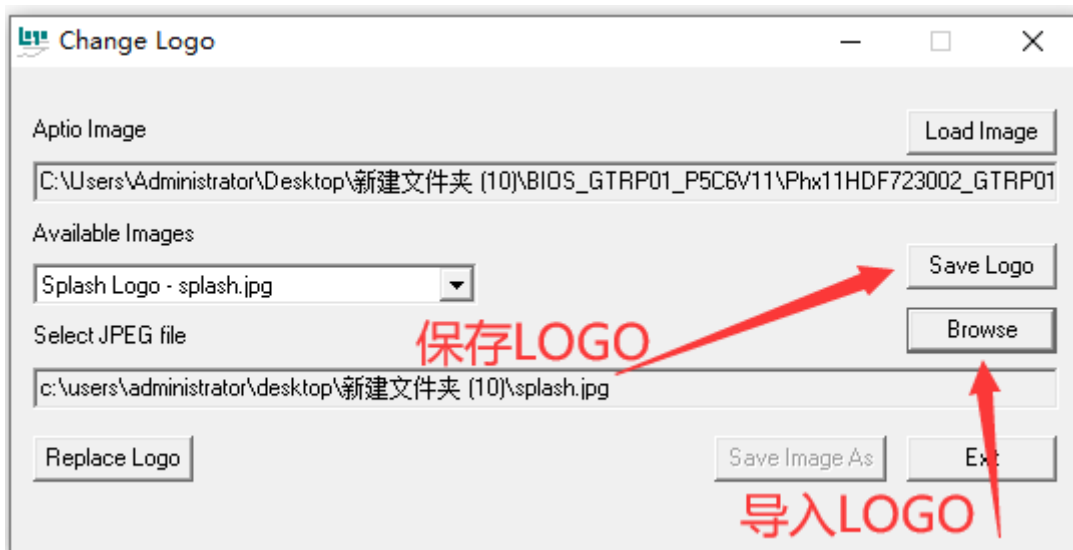 Change Logo
Aptio Image
Load Image
C:\Users\Administrator\Desktop\新建文件夹 (10)\BIOS_GTRP01_P5C6V11\Phx11HDF723002_GTRP01
Available Images
Save Logo
Splash Logo - splash.jpg
Browse
Select JPEG file
保存LOGO
c:\users\administrator\desktop\新建文件夹 (10)\splash.jpg
Replace Logo
Save Image As
Exit
导入LOGO